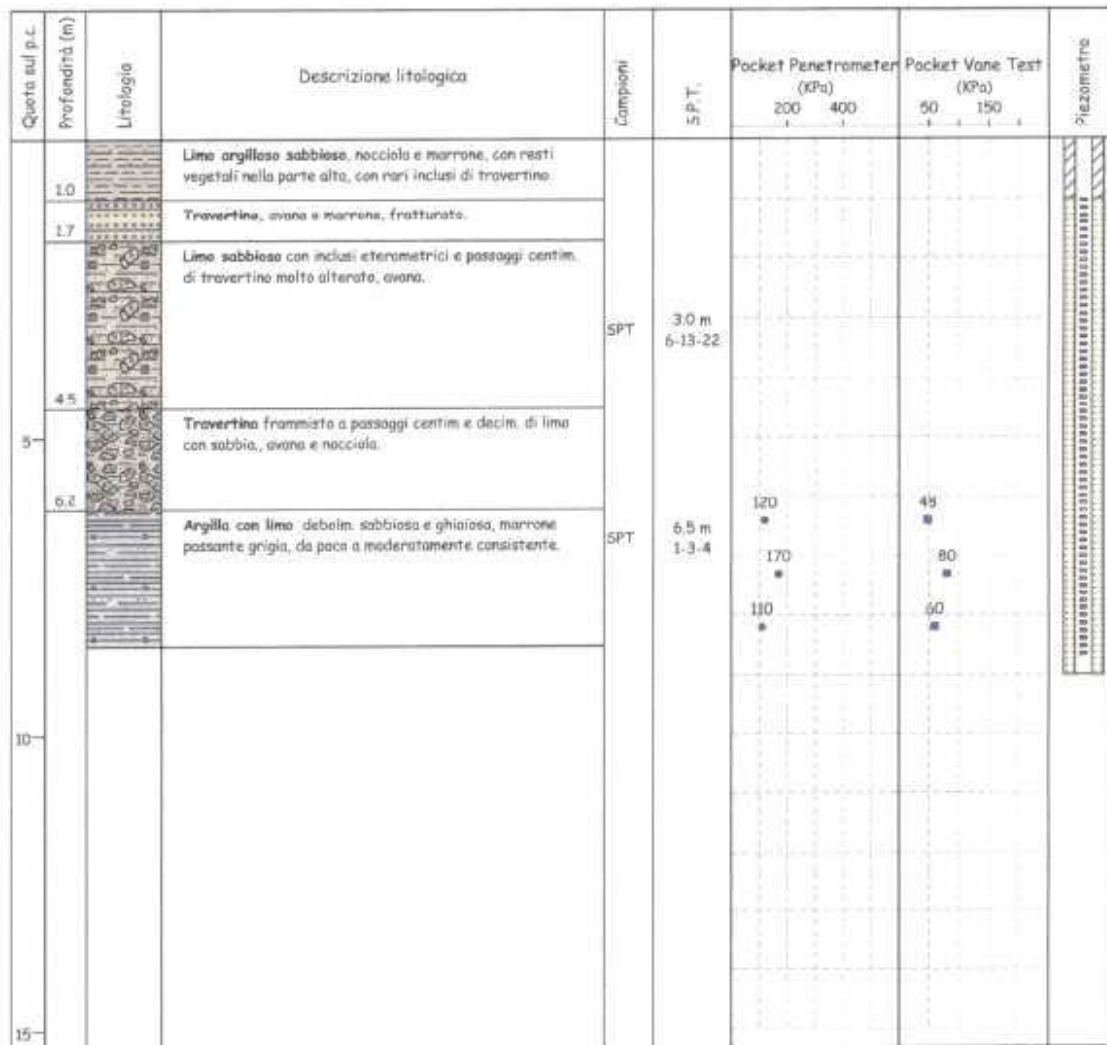 Quota sul p.c.
Profondità (m)
Litologia
Descrizione litologica
Campioni
S.P.T.
Pocket Penetrometer
(KPa)
200 400
Pocket Vane Test
(KPa)
50 150
Piezometro
Limo argilloso sabbioso, nocciola e marrone, con resti
vegetali nella parte alta, con rari inclusi di travertino
1.0
Travertino, avana e marrone, fratturato.
1.7
Limo sabbioso con inclusi eterometrici e passaggi centim.
di travertino molto alterato, avana.
SPT
3.0 m
6-13-22
4.5
Travertino frammisto a passaggi centim e decim. di limo
con sabbia, avana e nocciola.
5
6.2
Argilla con limo debolm. sabbiosa e ghiaiosa, marrone
passante grigia, da poco a moderatamente consistente.
SPT
6.5 m
1-3-4
120
48
170
80
110
60
10
15